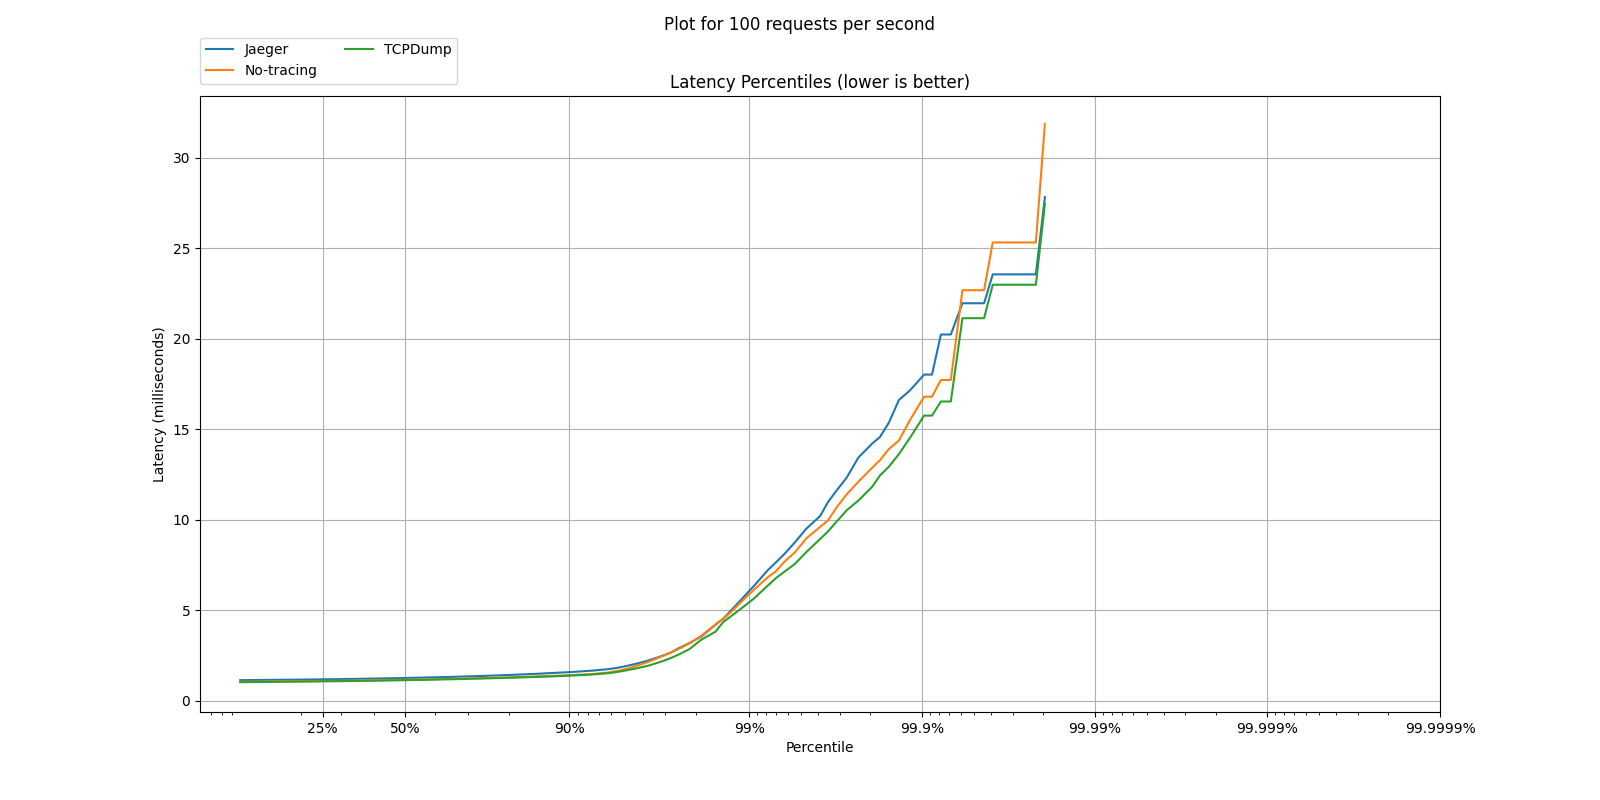 Plot for 100 requests per second
Jaeger
No-tracing
TCPDump
Latency Percentiles (lower is better)
30
25
20
15
10
5
0
Latency (milliseconds)
25% 50% 90% 99% 99.9% 99.99% 99.999% 99.9999%
Percentile